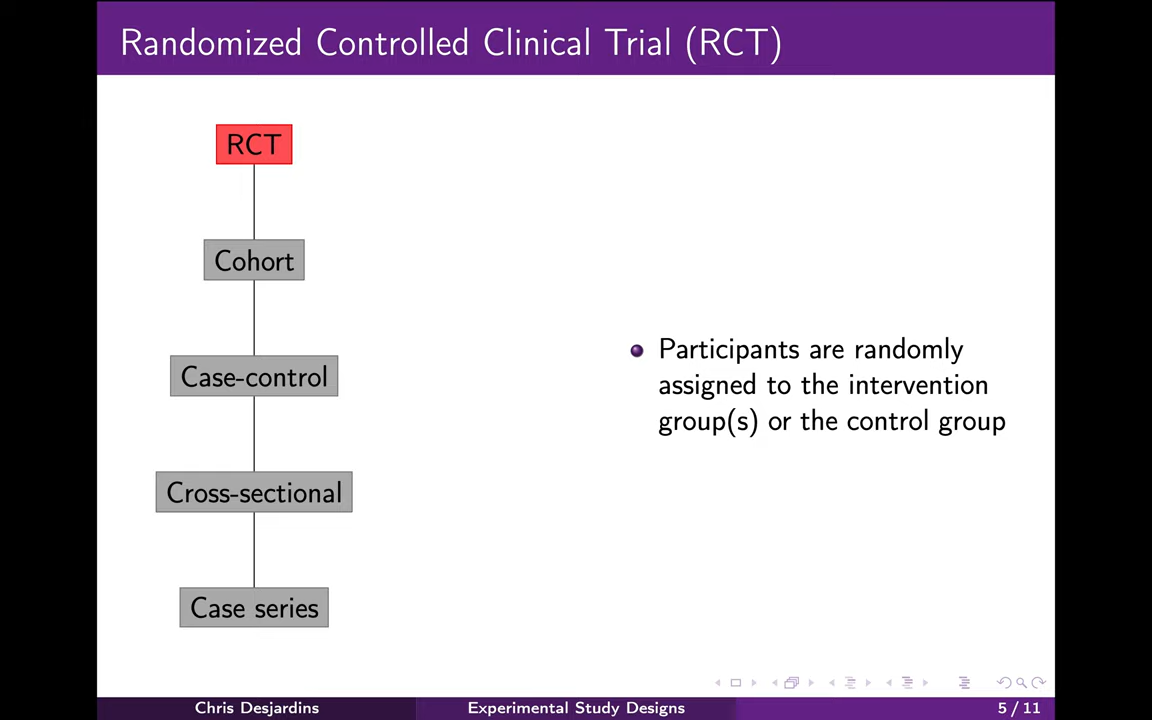 Randomized Controlled Clinical Trial (RCT)
RCT
Cohort
Case-control
Cross-sectional
Case series
Participants are randomly
assigned to the intervention
group(s) or the control group
Chris Desjardins
Experimental Study Designs
5 / 11